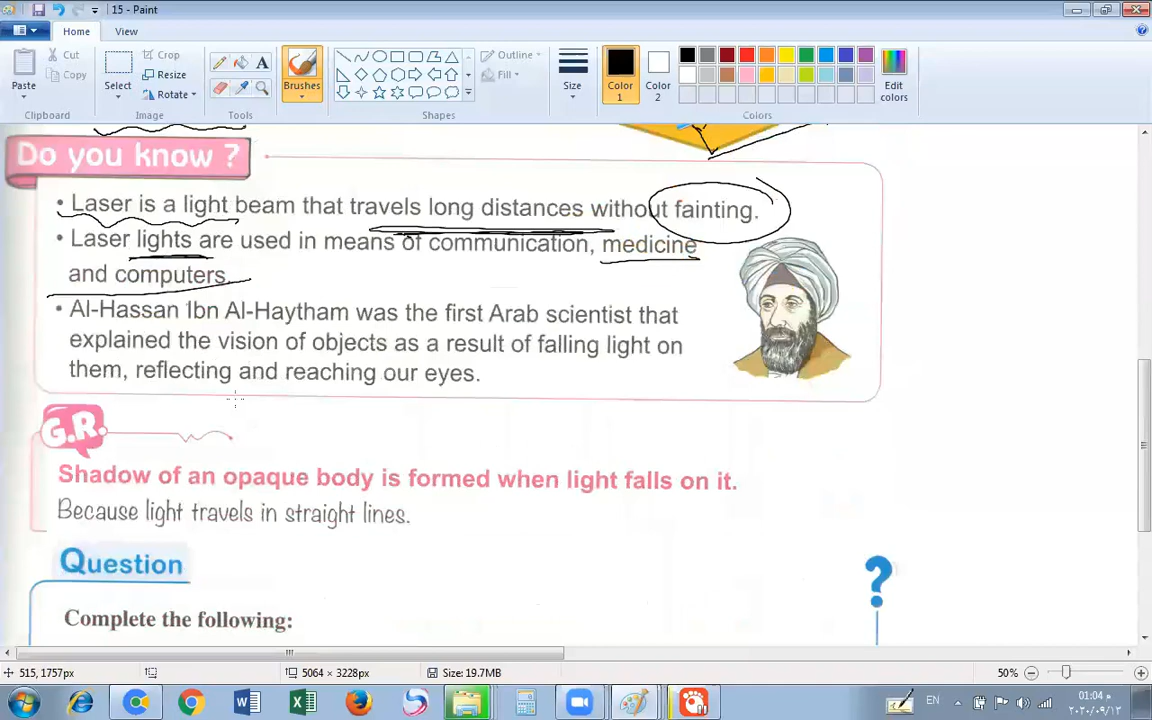 15 - Paint
Home View
Paste
Cut
Copy
Clipboard
Select
Crop
Resize
Rotate
Image
A
Tools
Brushes
Outline
Fill
Shapes
Size
Color 1
Color 2
Edit colors
Colors
Do you know ?
• Laser is a light beam that travels long distances without fainting.
• Laser lights are used in means of communication, medicine
and computers.
• Al-Hassan Ibn Al-Haytham was the first Arab scientist that
explained the vision of objects as a result of falling light on
them, reflecting and reaching our eyes.
G.R.
Shadow of an opaque body is formed when light falls on it.
Because light travels in straight lines.
Question
?
Complete the following:
515, 1757px
5064 × 3228px
Size: 19.7MB
50%
EN
01:04 م
٢٠٢٠/٠٩/١٣